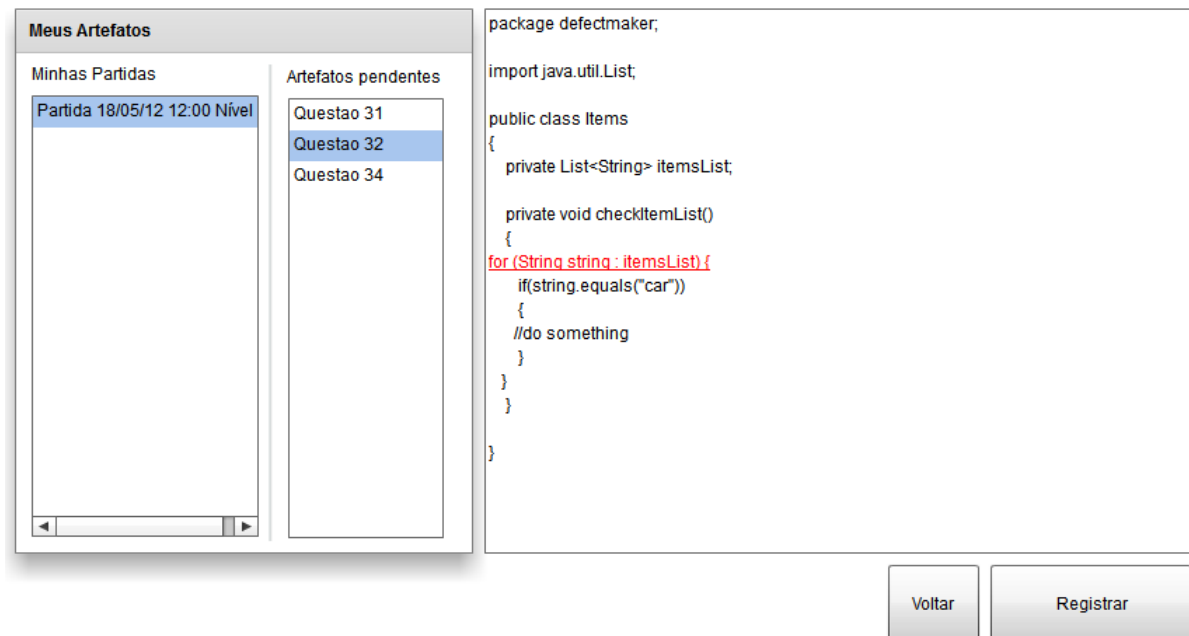 Meus Artefatos
Minhas Partidas
Partida 18/05/12 12:00 Nível
Artefatos pendentes
Questao 31
Questao 32
Questao 34
package defectmaker;
import java.util.List;
public class Items
{
private List<String> itemsList;
private void checkItemList()
{
for (String string : itemsList) {
if(string.equals("car"))
{
//do something
}
}
}
}
Voltar
Registrar